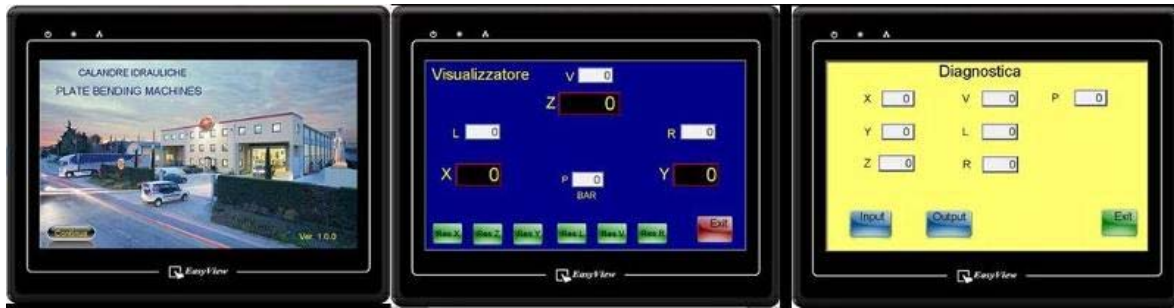 CALANDRE IDRAULICHE
PLATE BENDING MACHINES
Ver. 1.0.0
EasyView
Visualizzatore
V 0
Z 0
L 0
R 0
X 0
P 0
Y 0
BAR
Res X Res Z Res Y Res L Res V Res R Exit
EasyView
Diagnostica
X 0 V 0 P 0
Y 0 L 0
Z 0 R 0
Input Output Exit
EasyView